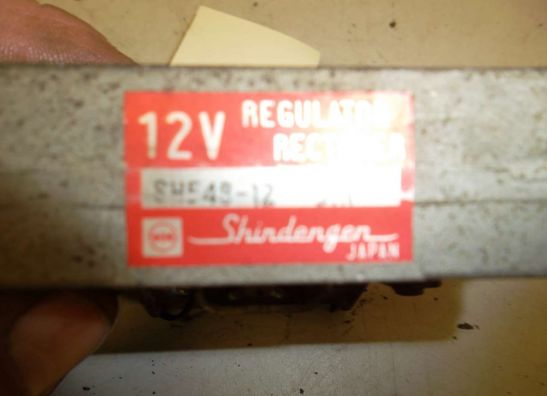 12V REGULATOR
RECTIFIER
SH549-12
Shindengen
JAPAN